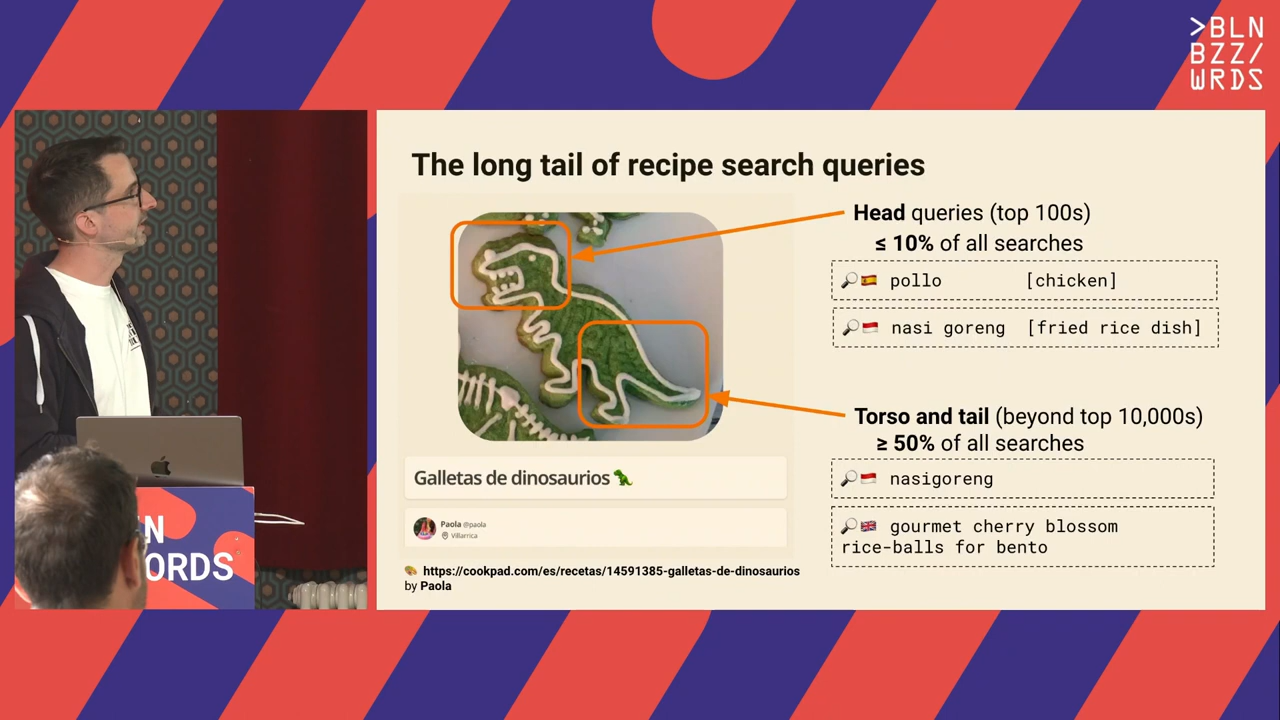 >BLN
BZZ/
WRDS
The long tail of recipe search queries
Head queries (top 100s)
≤ 10% of all searches
pollo [chicken]
nasi goreng [fried rice dish]
Torso and tail (beyond top 10,000s)
≥ 50% of all searches
nasigoreng
gourmet cherry blossom
rice-balls for bento
Galletas de dinosaurios
Paola @paola
Villarrica
https://cookpad.com/es/recetas/14591385-galletas-de-dinosaurios
by Paola
LN
ORDS